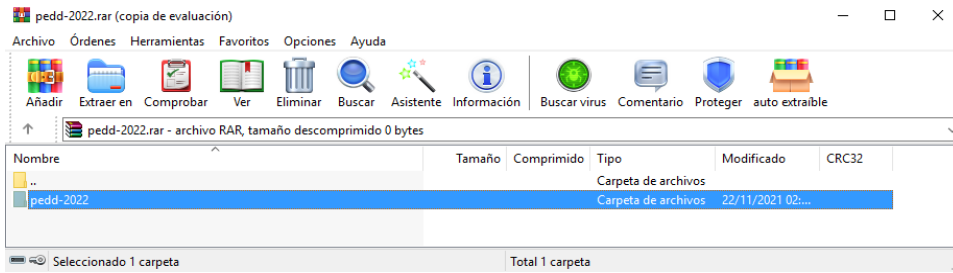 pedd-2022.rar (copia de evaluación)
Archivo Órdenes Herramientas Favoritos Opciones Ayuda
Añadir Extraer en Comprobar Ver Eliminar Buscar Asistente Información Buscar virus Comentario Proteger auto extraíble
pedd-2022.rar - archivo RAR, tamaño descomprimido 0 bytes
Nombre Tamaño Comprimido Tipo Modificado CRC32
.. Carpeta de archivos
pedd-2022 Carpeta de archivos 22/11/2021 02:...
Seleccionado 1 carpeta Total 1 carpeta